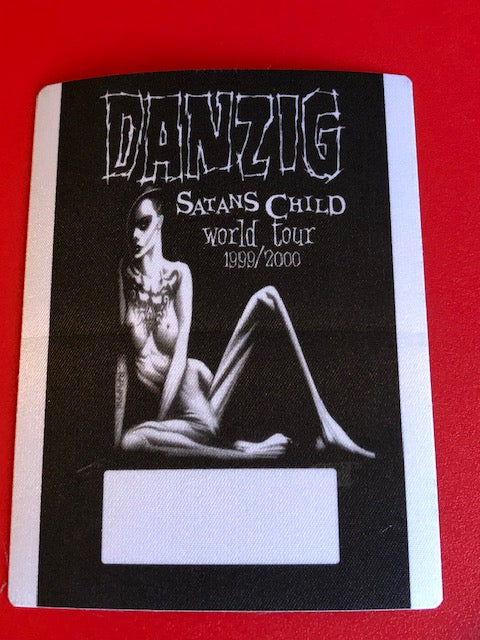 DANZIG
SATANS CHILD
world tour
1999/2000